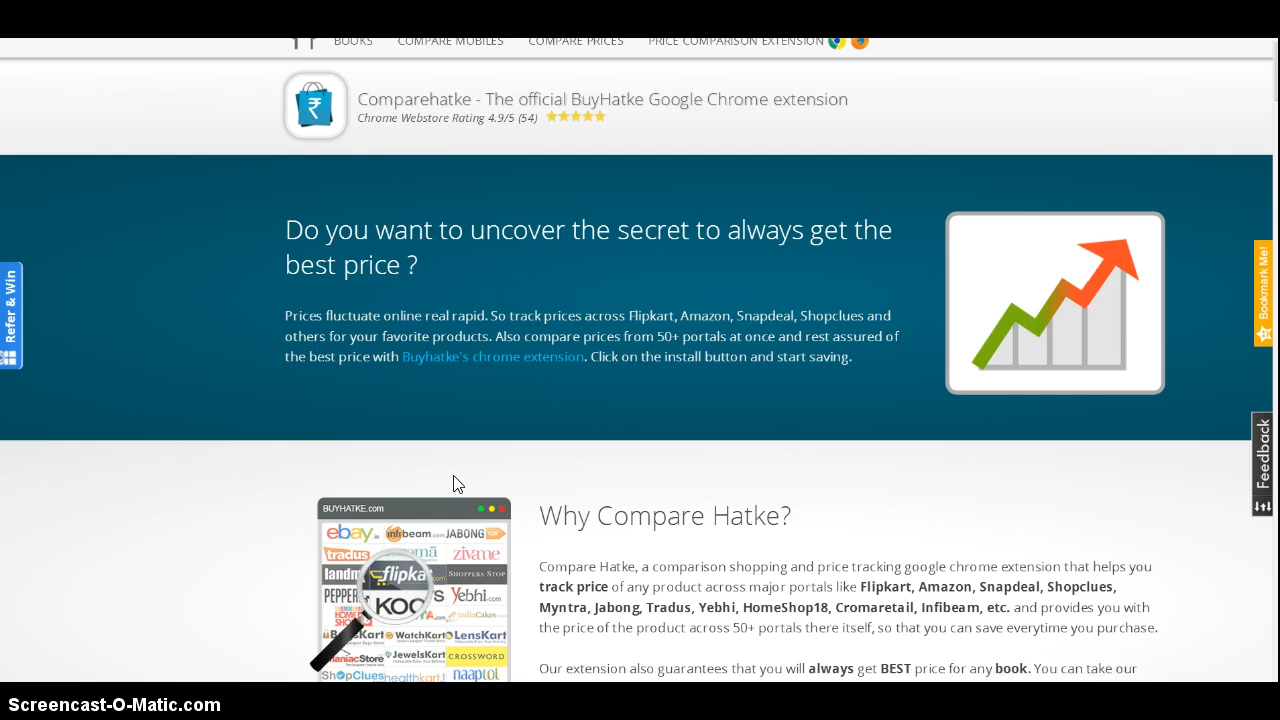 BOOKS COMPARE MOBILES COMPARE PRICES PRICE COMPARISON EXTENSION
Comparehatke - The official BuyHatke Google Chrome extension
Chrome Webstore Rating 4.9/5 (54)
Do you want to uncover the secret to always get the
best price ?
Prices fluctuate online real rapid. So track prices across Flipkart, Amazon, Snapdeal, Shopclues and
others for your favorite products. Also compare prices from 50+ portals at once and rest assured of
the best price with Buyhatke's chrome extension. Click on the install button and start saving.
Refer & Win
Bookmark Me!
Feedback
BUYHATKE.com
ebay.in infibeam.com JABONG
tradus zivame
flipka SHOPPERS STOP
PEPPER Yebhi.com
HOME SHOP IndiaCakes
WatchKart LensKart
ManiacStore JewelsKart CROSSWORD
ShopClues healthkart naaptol
Why Compare Hatke?
Compare Hatke, a comparison shopping and price tracking google chrome extension that helps you
track price of any product across major portals like Flipkart, Amazon, Snapdeal, Shopclues,
Myntra, Jabong, Tradus, Yebhi, HomeShop18, Cromaretail, Infibeam, etc. and provides you with
the price of the product across 50+ portals there itself, so that you can save everytime you purchase.
Our extension also guarantees that you will always get BEST price for any book. You can take our
Screencast-O-Matic.com